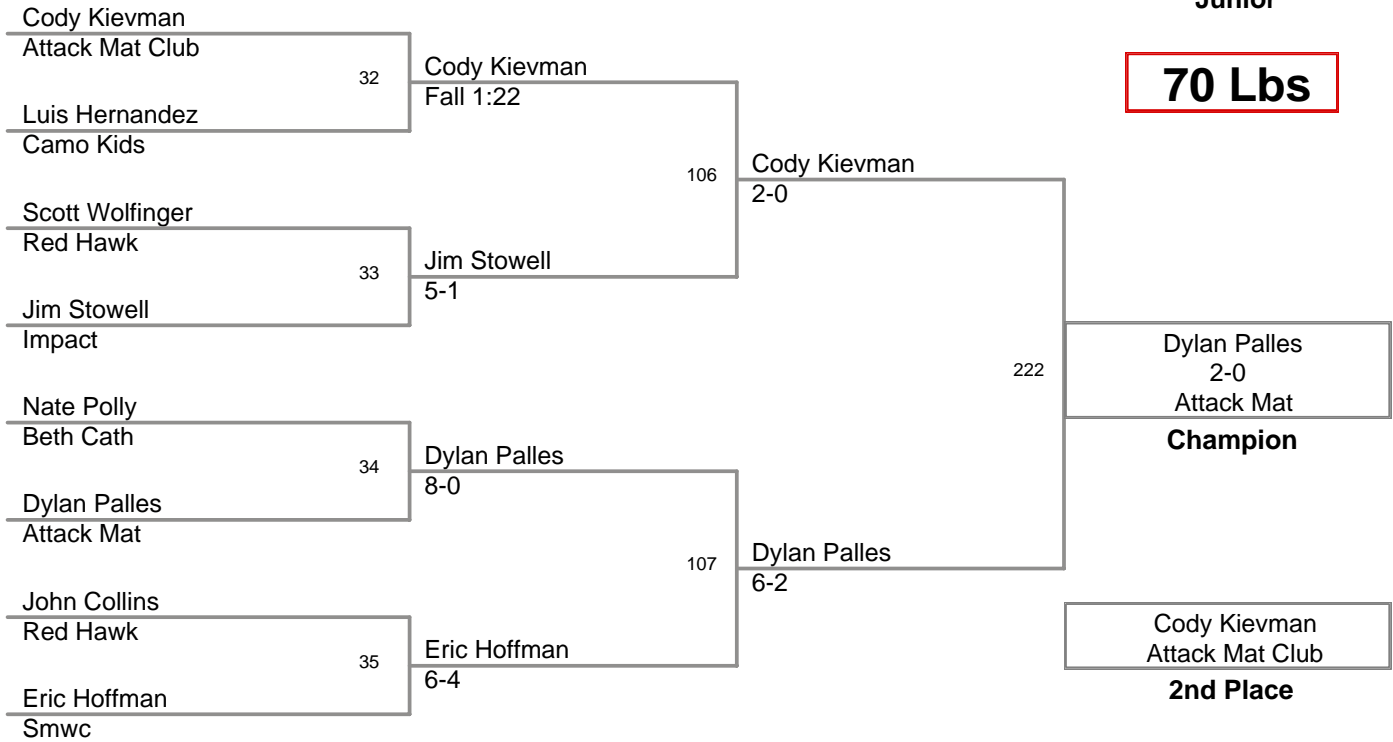 Junior
70 Lbs
Cody Kievman
Attack Mat Club
32
Luis Hernandez
Camo Kids
Scott Wolfinger
Red Hawk
33
Jim Stowell
Impact
Nate Polly
Beth Cath
34
Dylan Palles
Attack Mat
John Collins
Red Hawk
35
Eric Hoffman
Smwc
Cody Kievman
Fall 1:22
106
Jim Stowell
5-1
Dylan Palles
8-0
107
Eric Hoffman
6-4
Cody Kievman
2-0
222
Dylan Palles
6-2
Dylan Palles
2-0
Attack Mat
Champion
Cody Kievman
Attack Mat Club
2nd Place